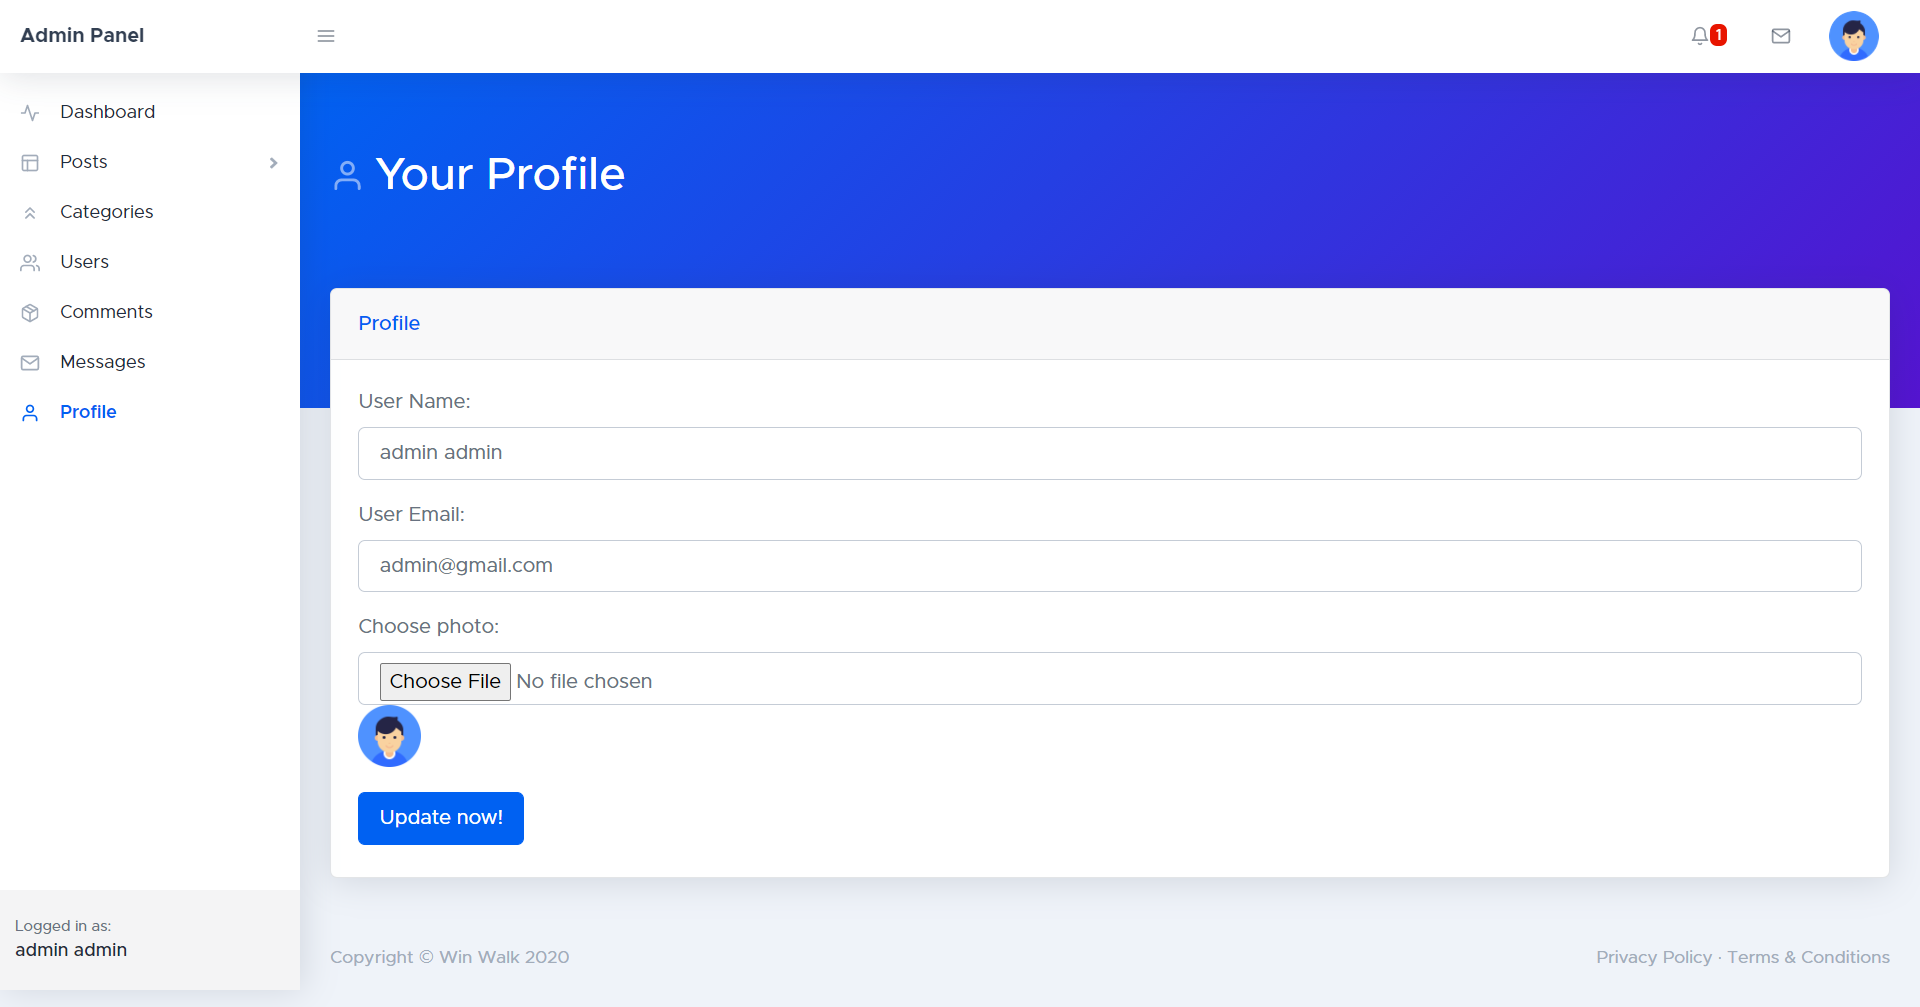 Admin Panel
1
Dashboard
Posts
Categories
Users
Comments
Messages
Profile
Logged in as:
admin admin
Your Profile
Profile
User Name:
admin admin
User Email:
admin@gmail.com
Choose photo:
Choose File No file chosen
Update now!
Copyright © Win Walk 2020
Privacy Policy · Terms & Conditions